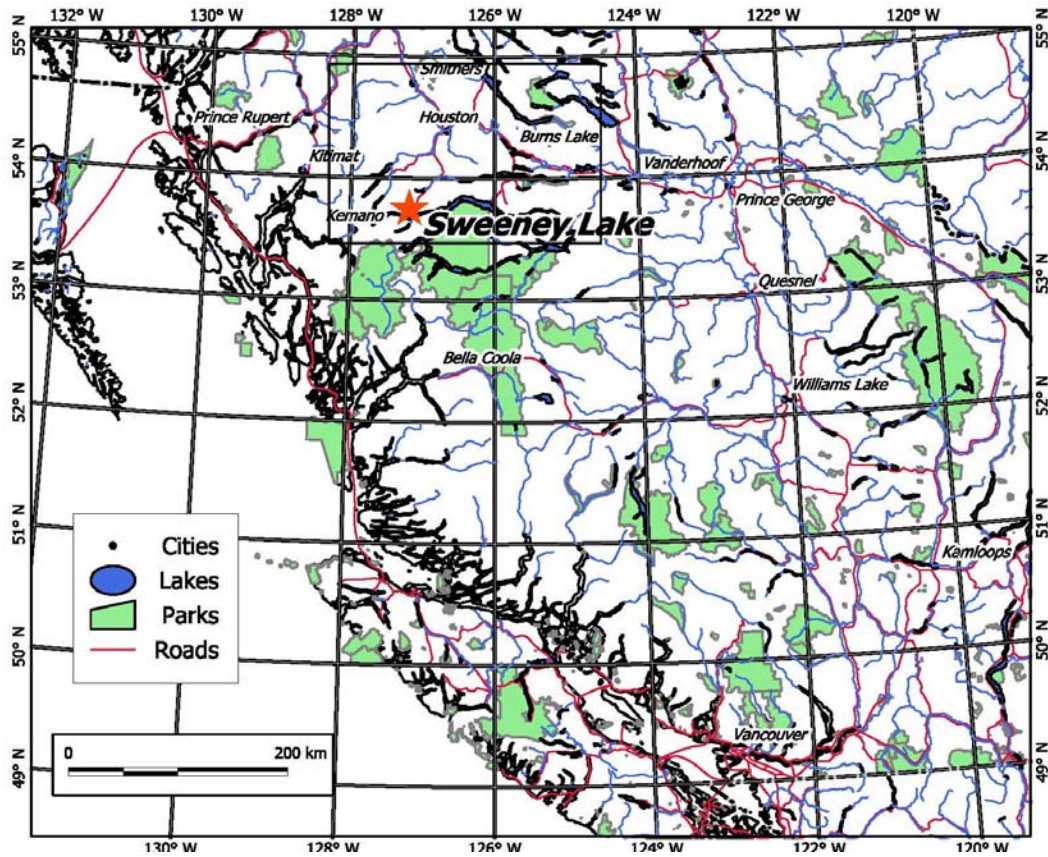 132° W 130° W 128° W 126° W 124° W 122° W 120° W
55° N
55° N
Smithers
Prince Rupert
Houston
Burns Lake
Kitimat
Vanderhoof
54° N
54° N
Kemano
Sweeney Lake
Prince George
53° N
53° N
Quesnel
Bella Coola
Williams Lake
52° N
52° N
51° N
51° N
Kamloops
Cities
Lakes
Parks
Roads
50° N
50° N
Vancouver
0 200 km
49° N
49° N
130° W 128° W 126° W 124° W 122° W 120° W